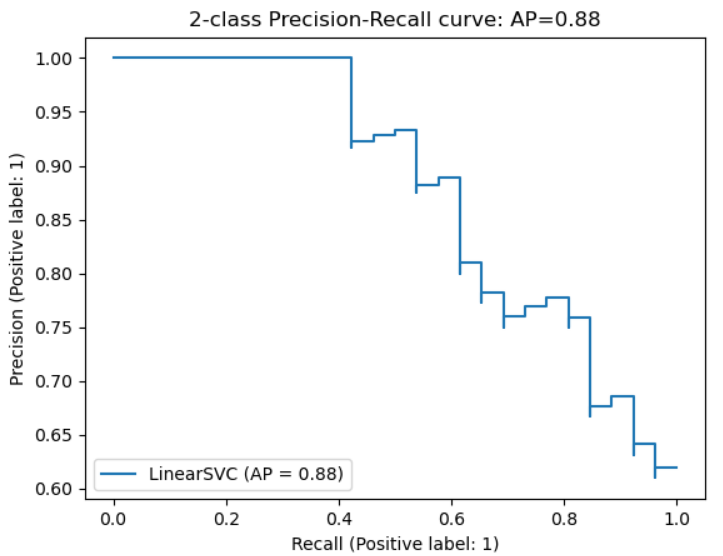 2-class Precision-Recall curve: AP=0.88
Precision (Positive label: 1)
1.00
0.95
0.90
0.85
0.80
0.75
0.70
0.65
0.60
LinearSVC (AP = 0.88)
0.0 0.2 0.4 0.6 0.8 1.0
Recall (Positive label: 1)